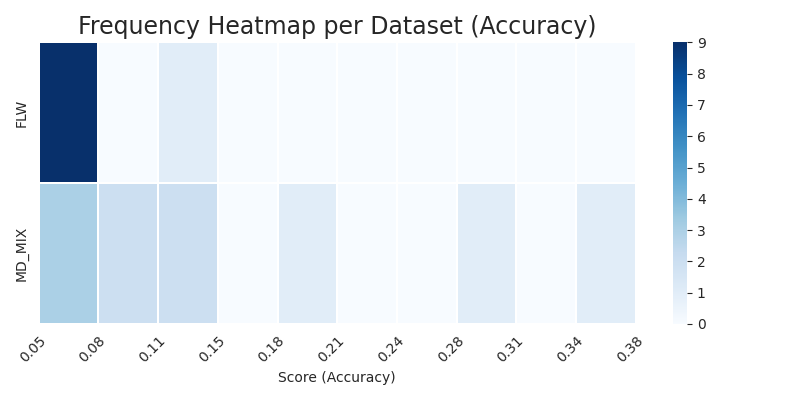 Frequency Heatmap per Dataset (Accuracy)
FLW
MD_MIX
0.05 0.08 0.11 0.15 0.18 0.21 0.24 0.28 0.31 0.34 0.38
Score (Accuracy)
9
8
7
6
5
4
3
2
1
0